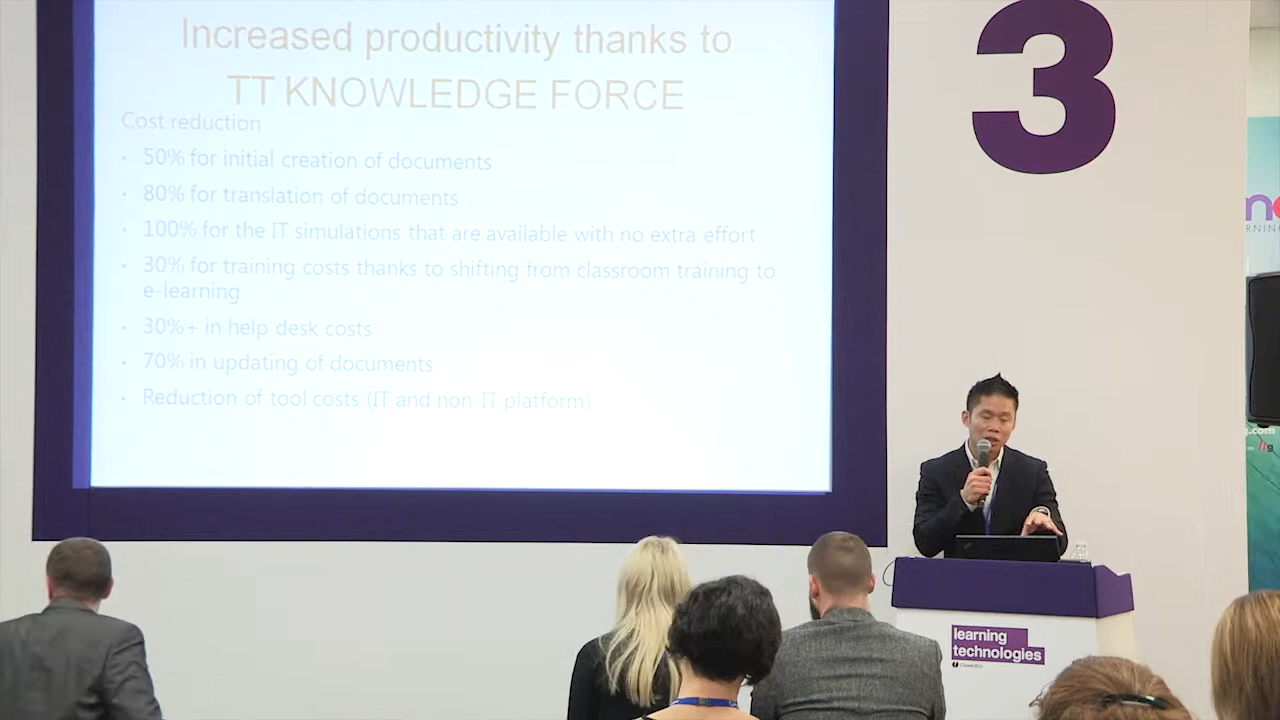 Increased productivity thanks to
TT KNOWLEDGE FORCE
Cost reduction
· 50% for initial creation of documents
· 80% for translation of documents
· 100% for the IT simulations that are available with no extra effort
· 30% for training costs thanks to shifting from classroom training to
e-learning
· 30%+ in help desk costs
· 70% in updating of documents
· Reduction of tool costs (IT and non-IT platform)
3
learning
technologies
.com